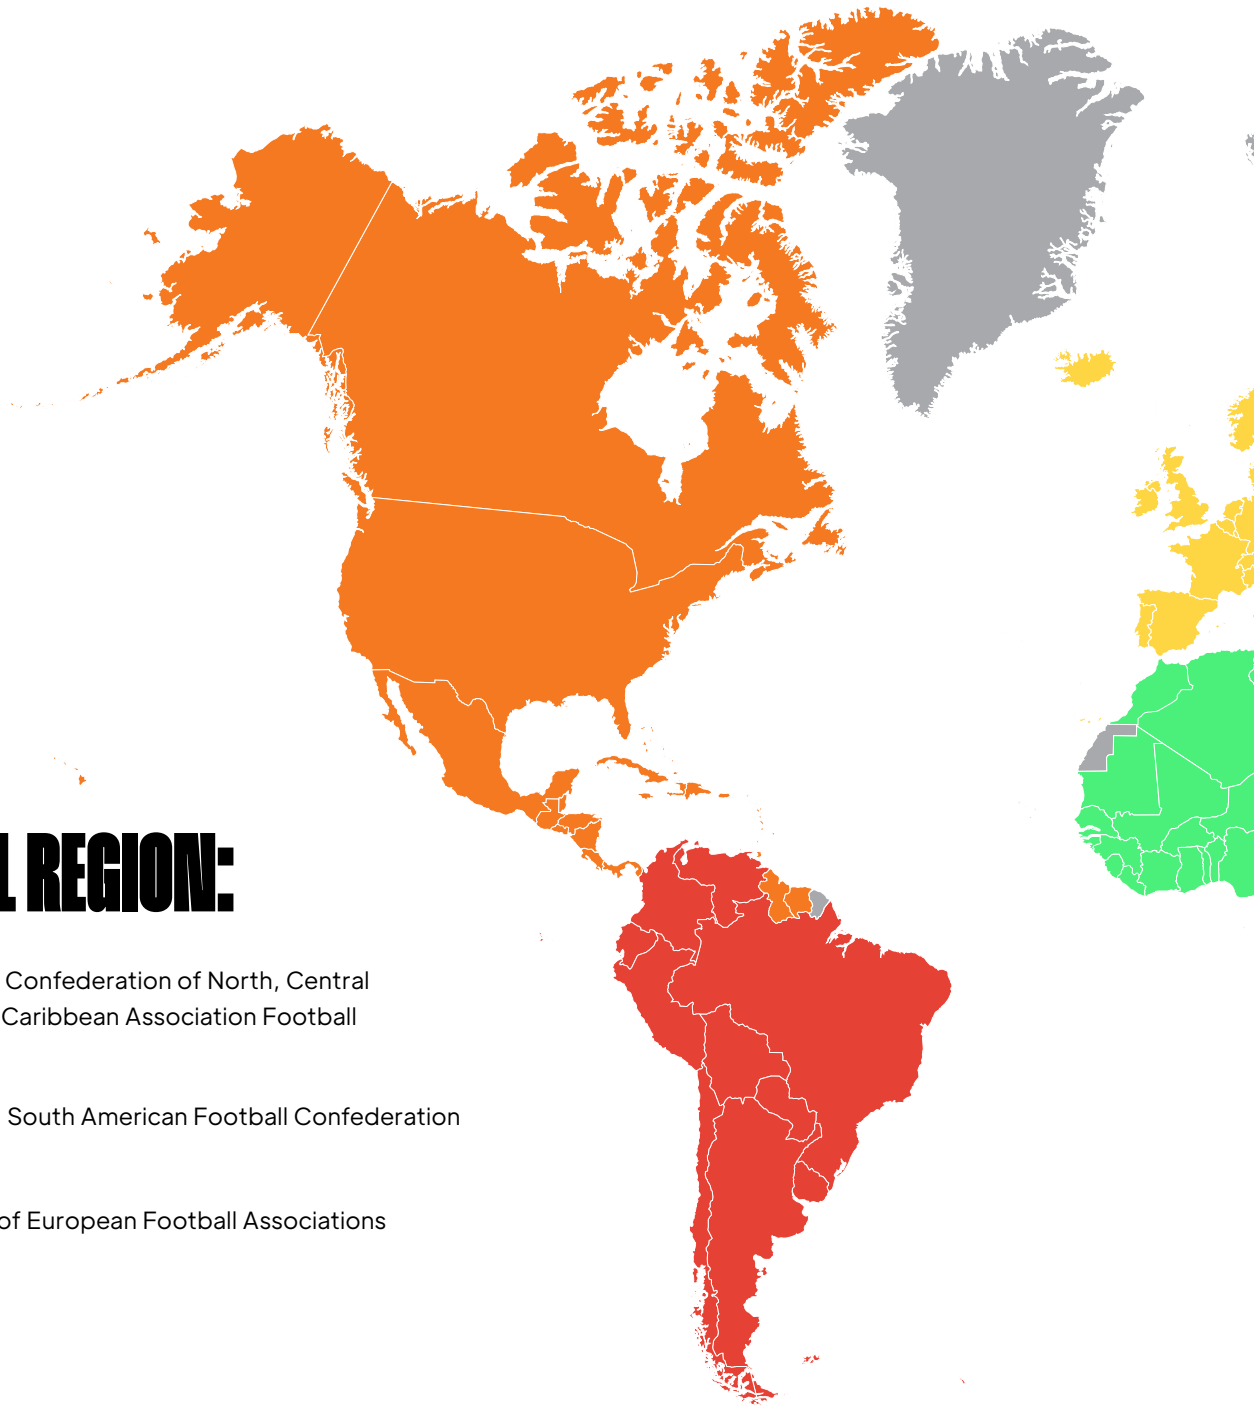 L REGION:
Confederation of North, Central
Caribbean Association Football
South American Football Confederation
of European Football Associations